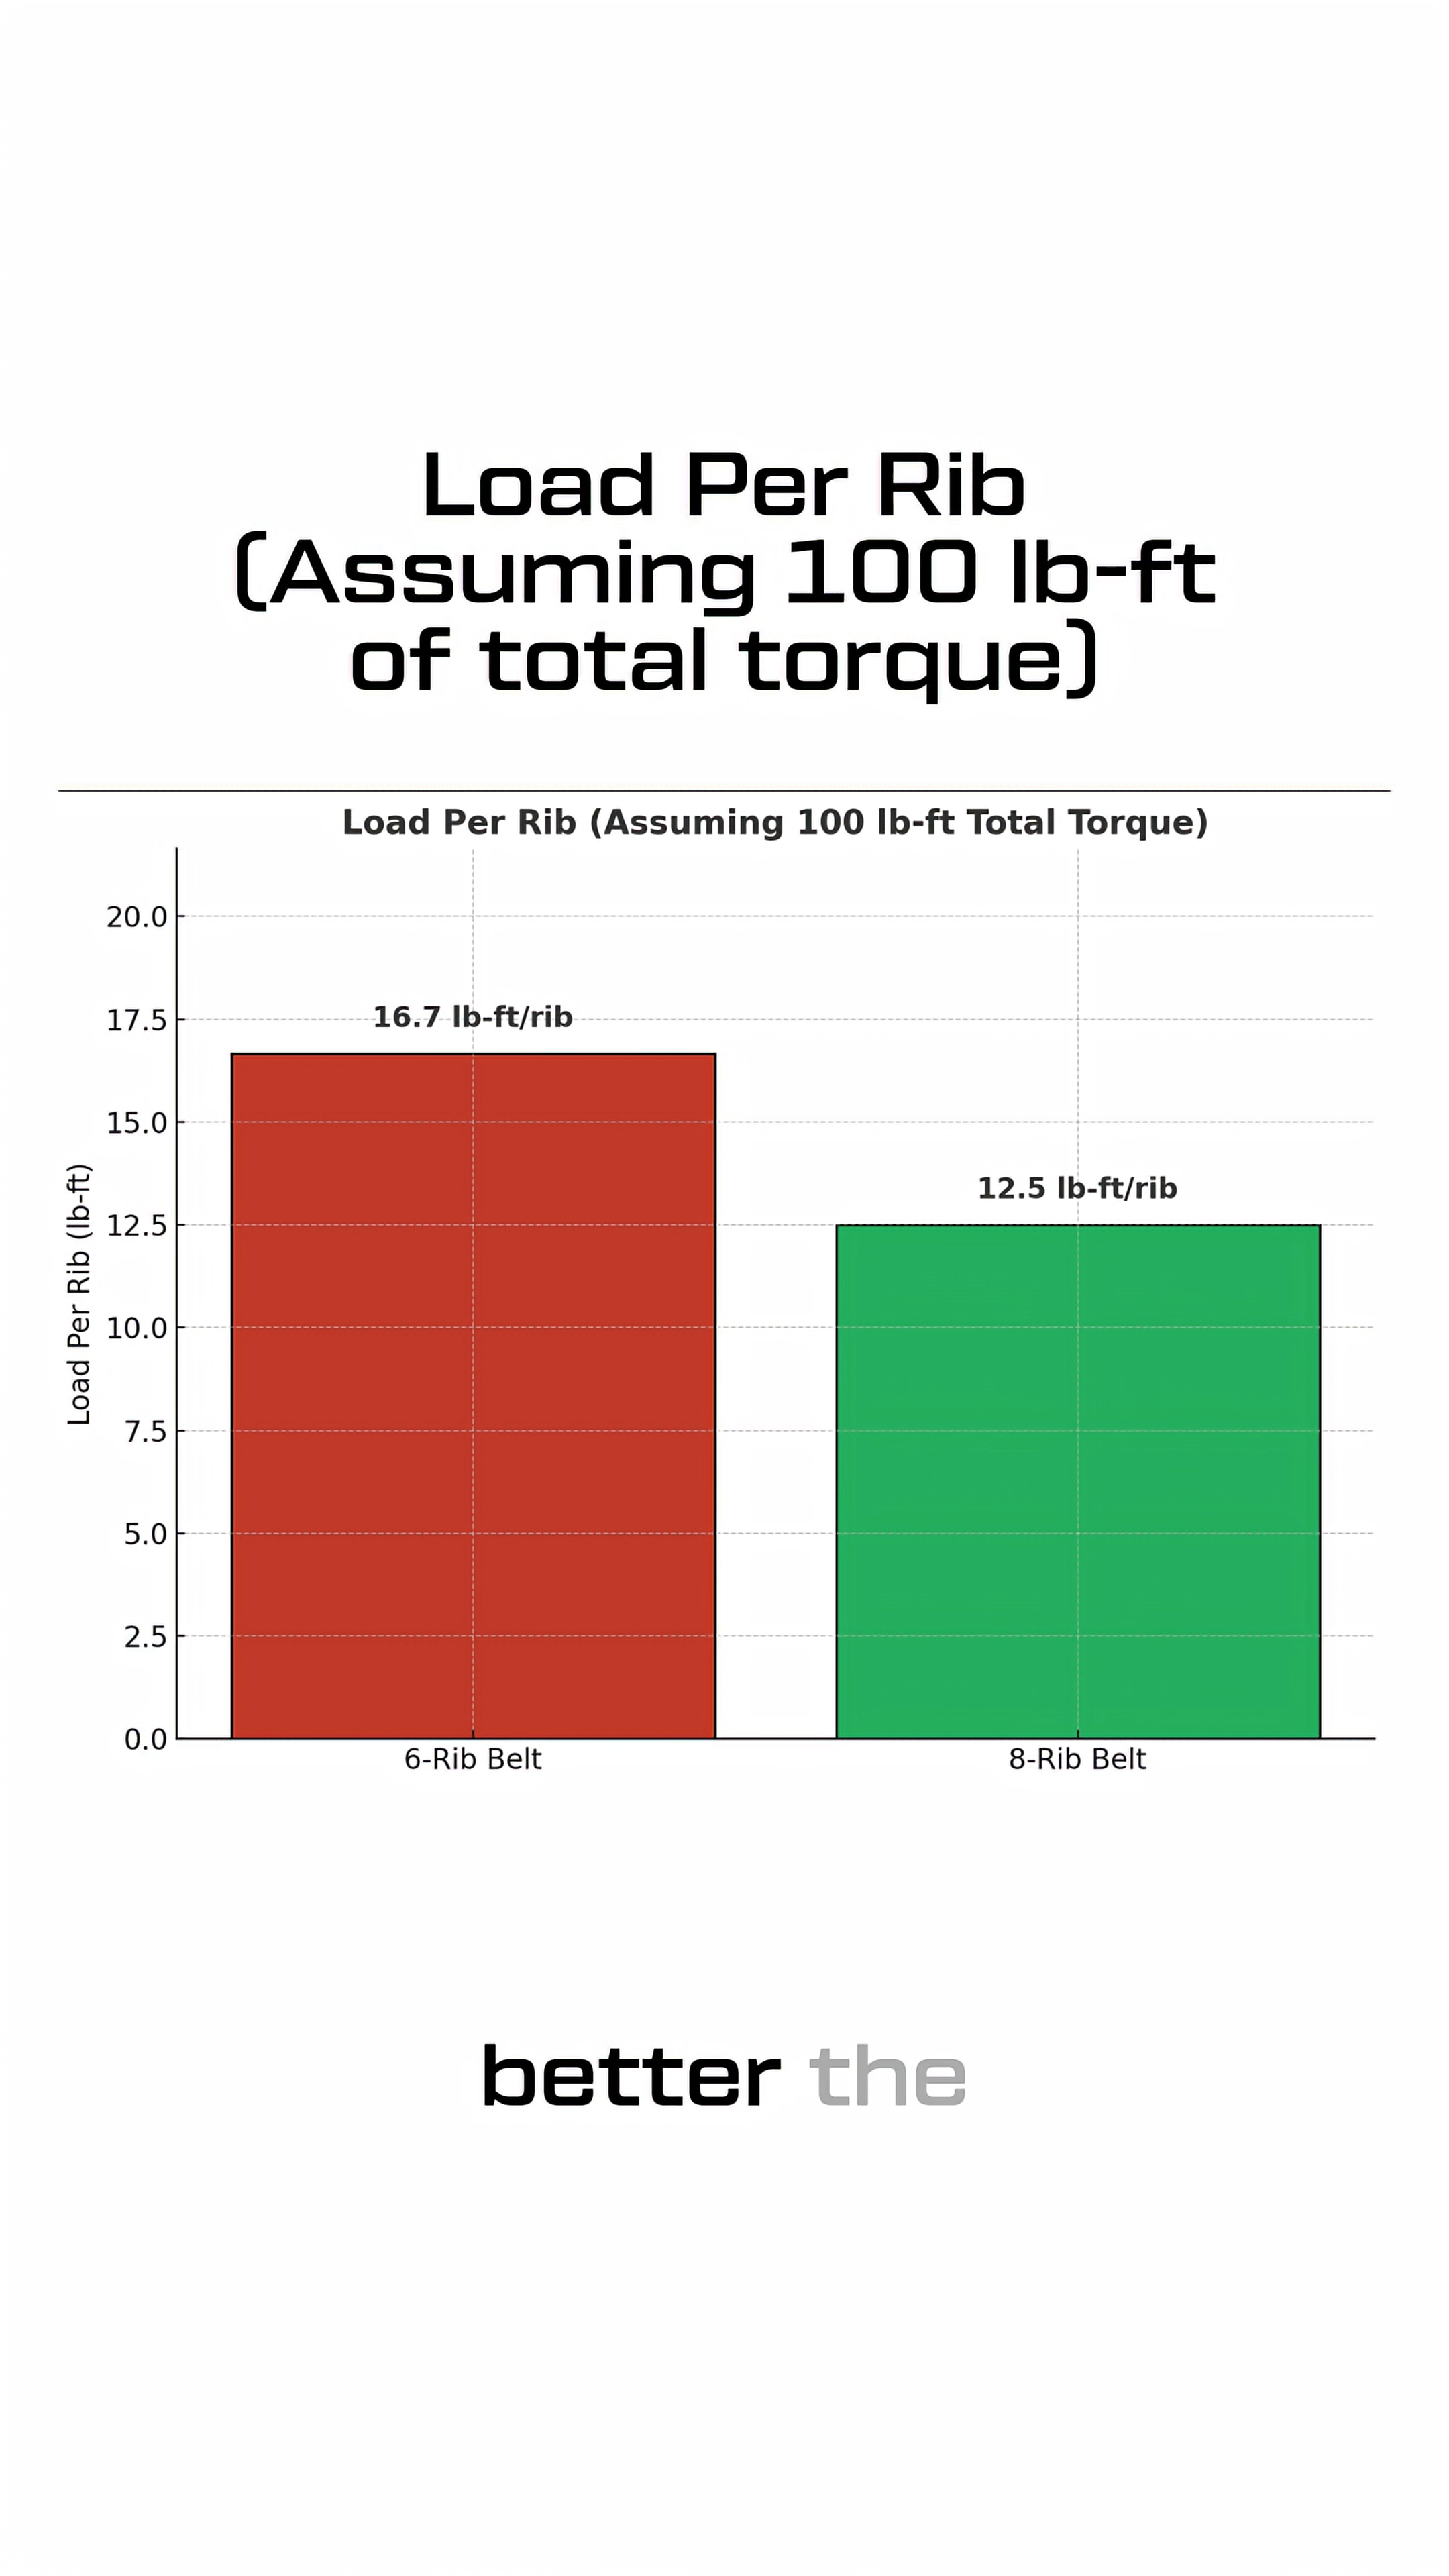 Load Per Rib
(Assuming 100 lb-ft
of total torque)
Load Per Rib (Assuming 100 lb-ft Total Torque)
20.0
17.5
15.0
12.5
10.0
7.5
5.0
2.5
0.0
Load Per Rib (lb-ft)
16.7 lb-ft/rib
12.5 lb-ft/rib
6-Rib Belt
8-Rib Belt
better the